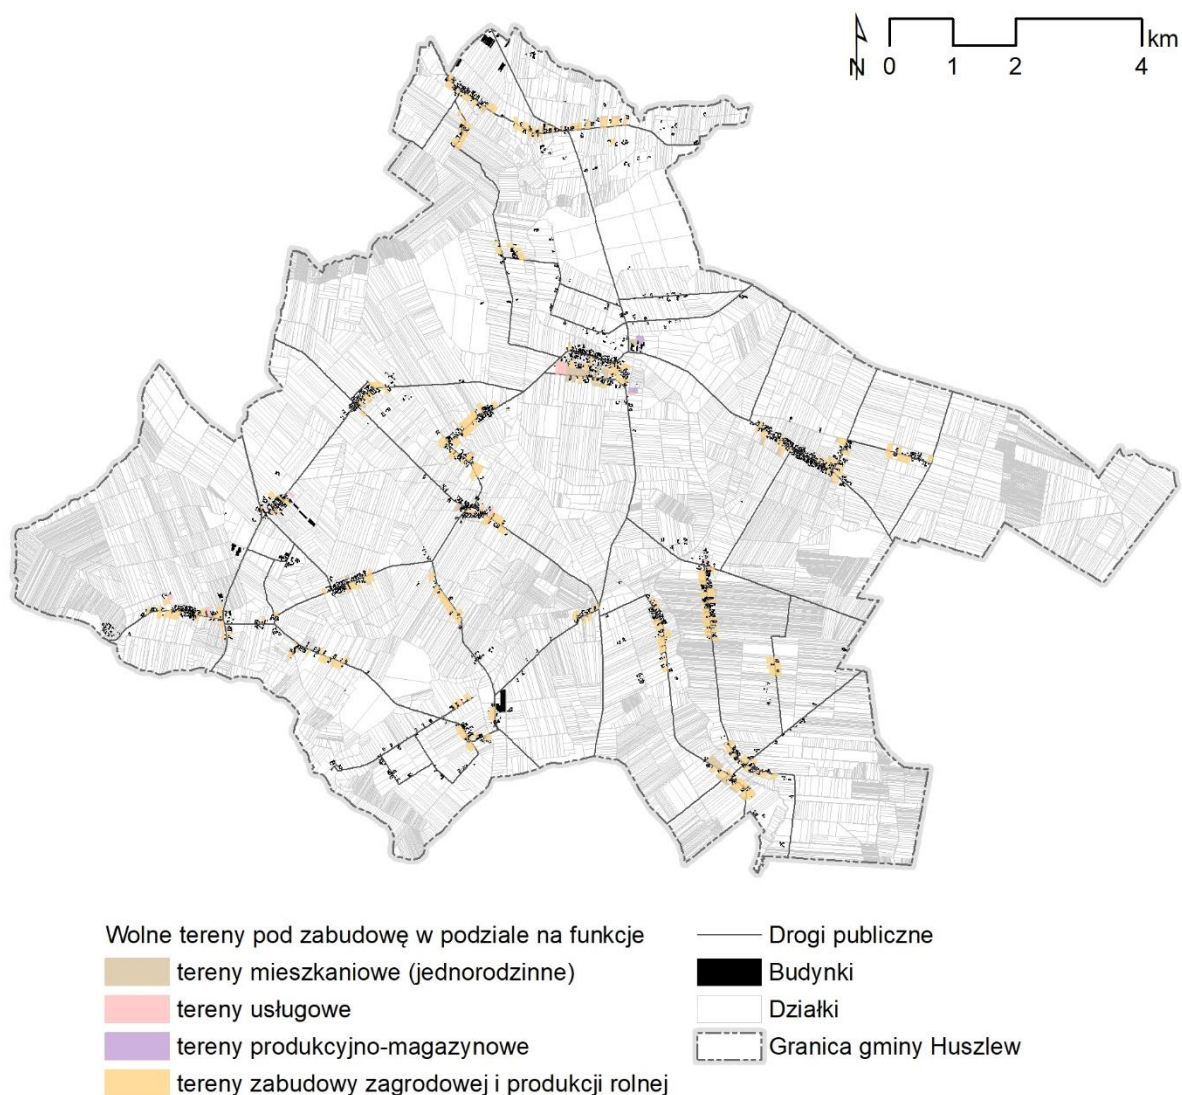 km
N
0 1 2 4
Wolne tereny pod zabudowę w podziale na funkcje
tereny mieszkaniowe (jednorodzinne)
tereny usługowe
tereny produkcyjno-magazynowe
tereny zabudowy zagrodowej i produkcji rolnej
Drogi publiczne
Budynki
Działki
Granica gminy Huszlew